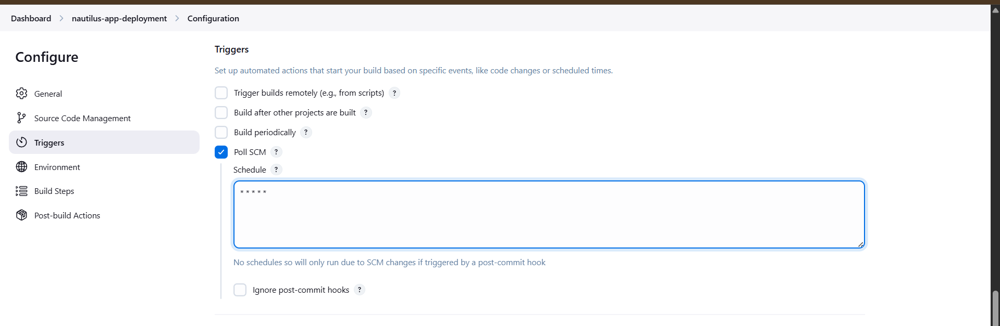 Dashboard > nautilus-app-deployment > Configuration
Configure
General
Source Code Management
Triggers
Environment
Build Steps
Post-build Actions
Triggers
Set up automated actions that start your build based on specific events, like code changes or scheduled times.
Trigger builds remotely (e.g., from scripts) ?
Build after other projects are built ?
Build periodically ?
Poll SCM ?
Schedule ?
* * * * *
No schedules so will only run due to SCM changes if triggered by a post-commit hook
Ignore post-commit hooks ?